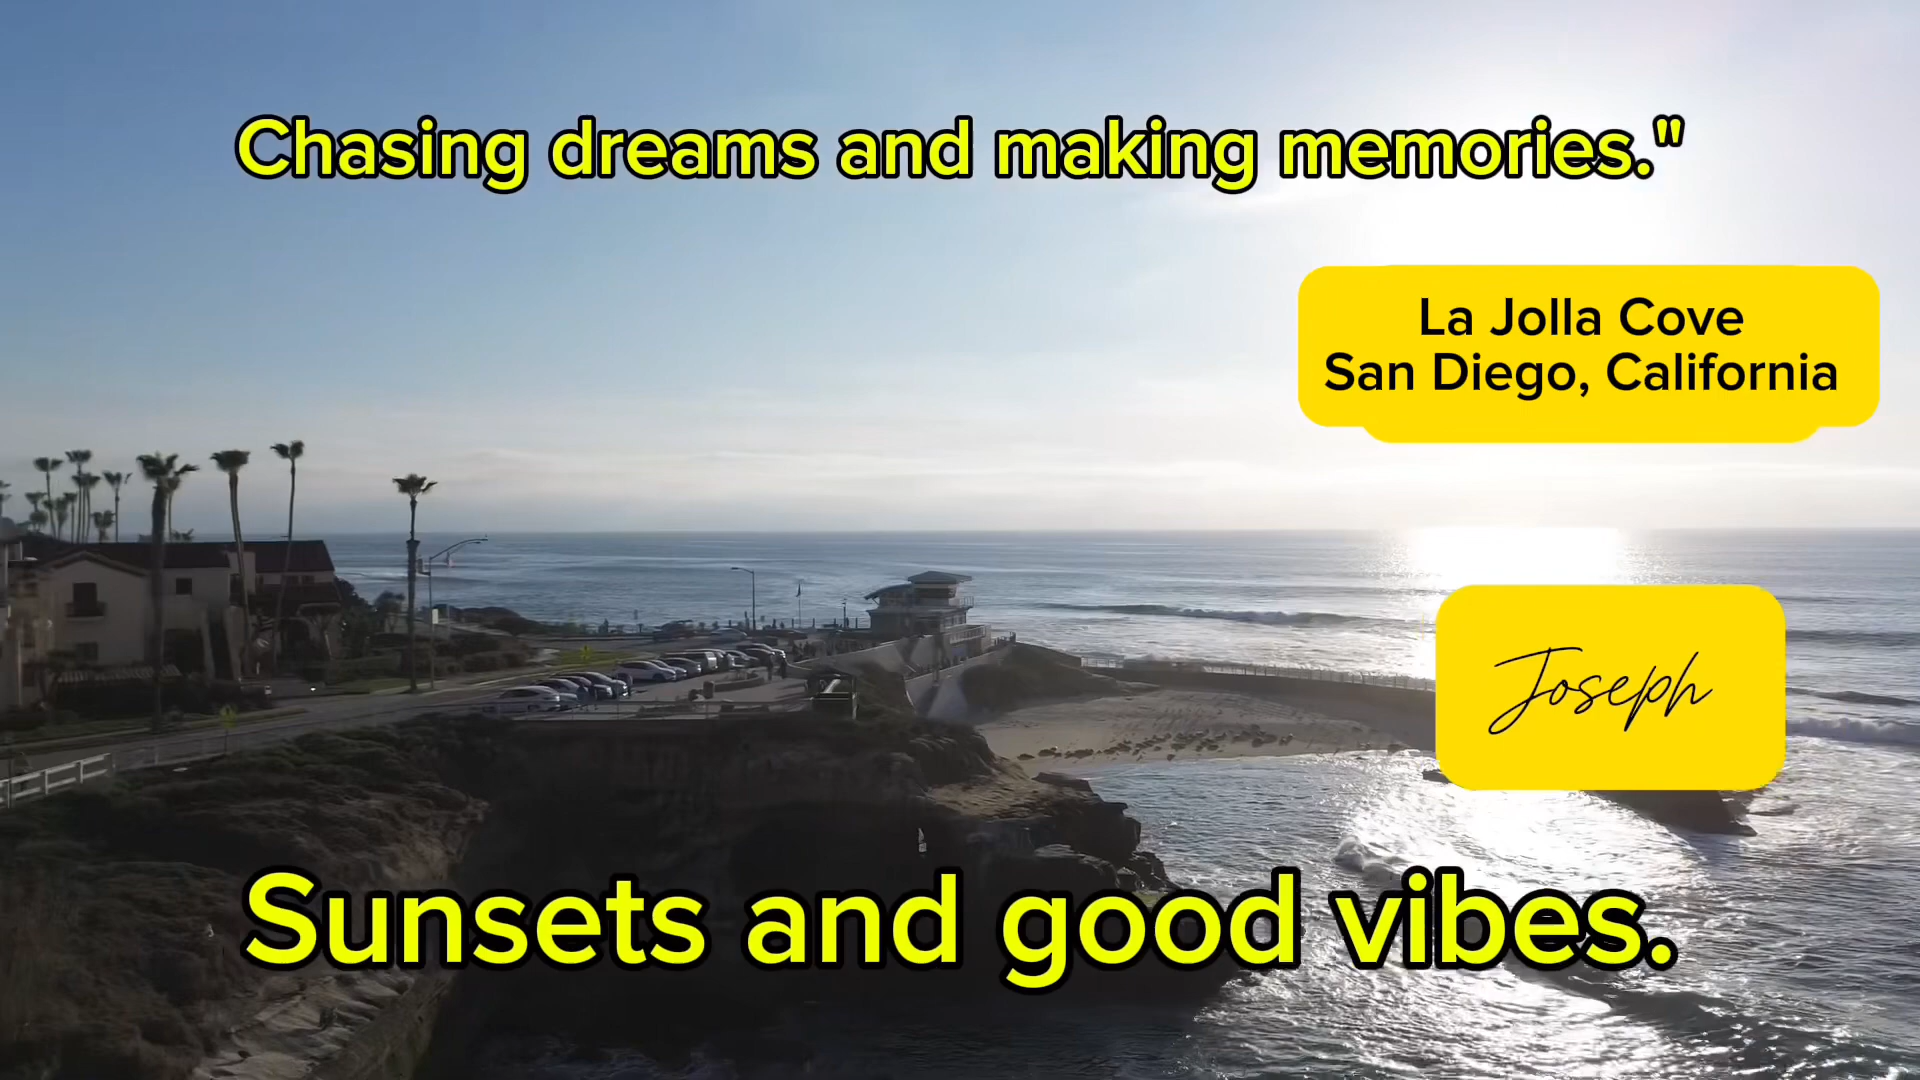 Chasing dreams and making memories."
La Jolla Cove
San Diego, California
Joseph
Sunsets and good vibes.